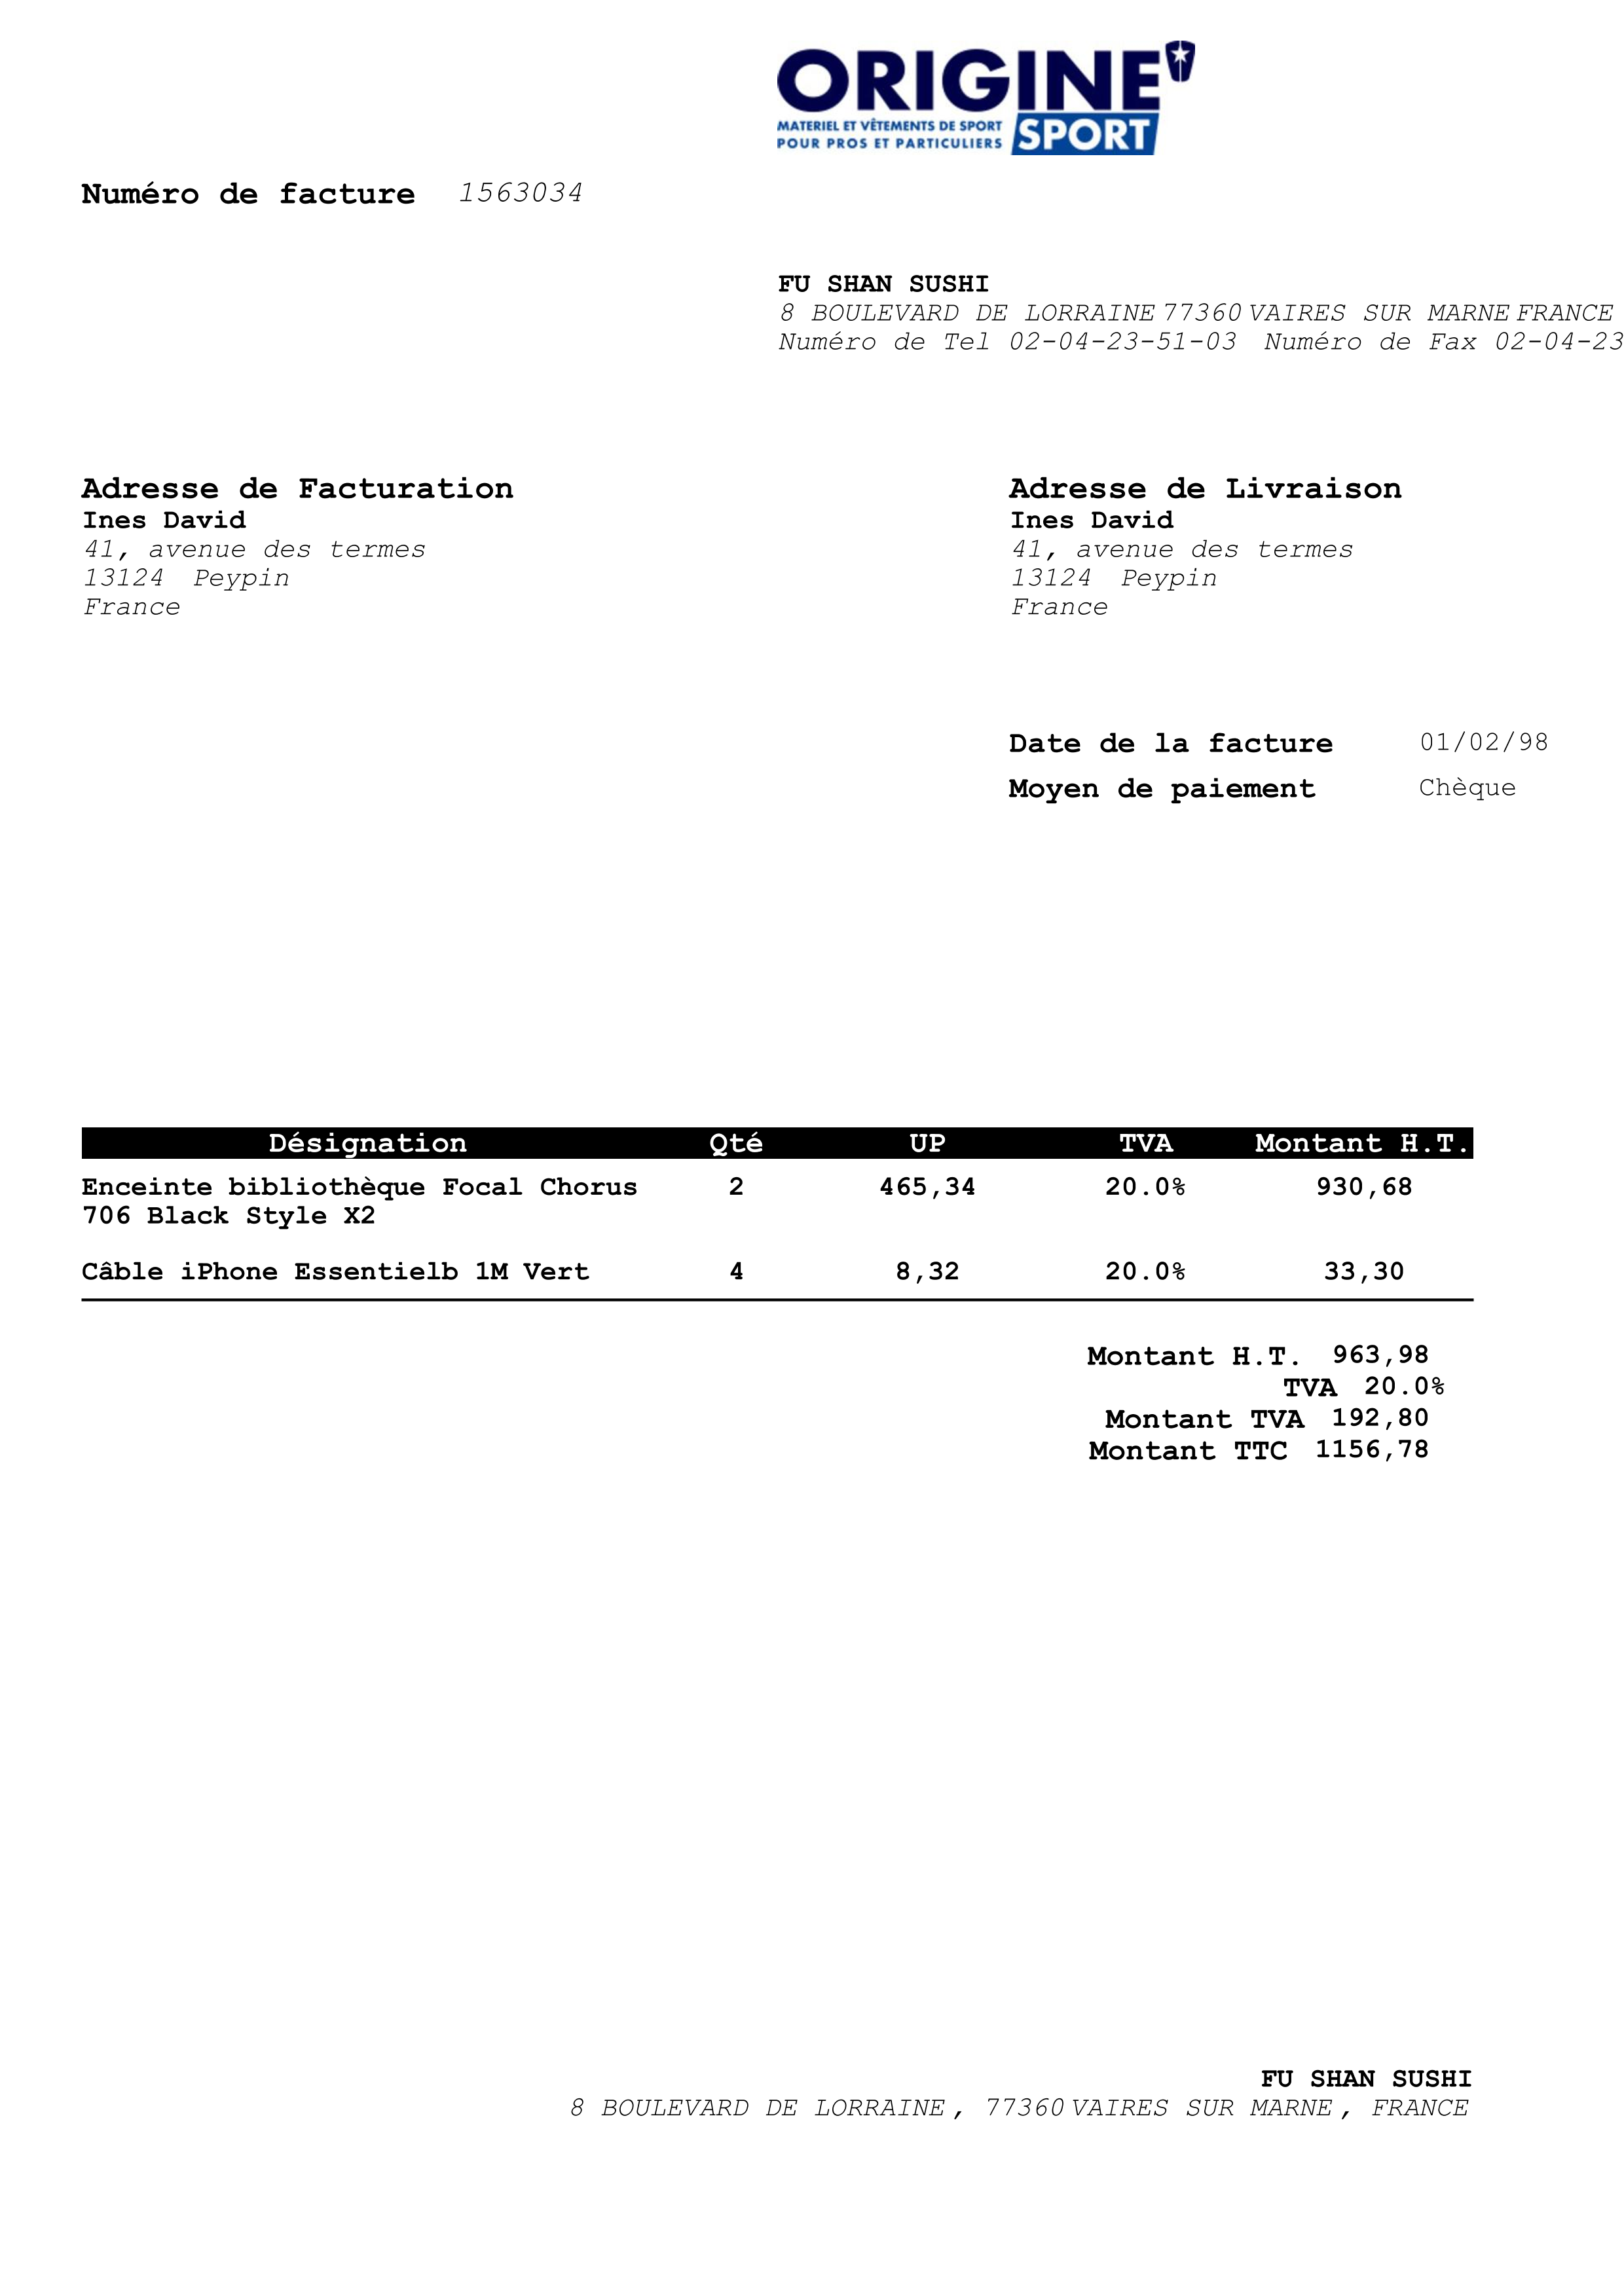 ORIGINE
MATERIEL ET VÊTEMENTS DE SPORT
POUR PROS ET PARTICULIERS
SPORT
Numéro de facture 1563034
FU SHAN SUSHI
8 BOULEVARD DE LORRAINE 77360 VAIRES SUR MARNE FRANCE
Numéro de Tel 02-04-23-51-03 Numéro de Fax 02-04-23
Adresse de Facturation
Ines David
41, avenue des termes
13124 Peypin
France
Adresse de Livraison
Ines David
41, avenue des termes
13124 Peypin
France
Date de la facture 01/02/98
Moyen de paiement Chèque
Désignation Qté UP TVA Montant H.T.
Enceinte bibliothèque Focal Chorus 2 465,34 20.0% 930,68
706 Black Style X2
Câble iPhone Essentielb 1M Vert 4 8,32 20.0% 33,30
Montant H.T. 963,98
TVA 20.0%
Montant TVA 192,80
Montant TTC 1156,78
FU SHAN SUSHI
8 BOULEVARD DE LORRAINE, 77360 VAIRES SUR MARNE, FRANCE